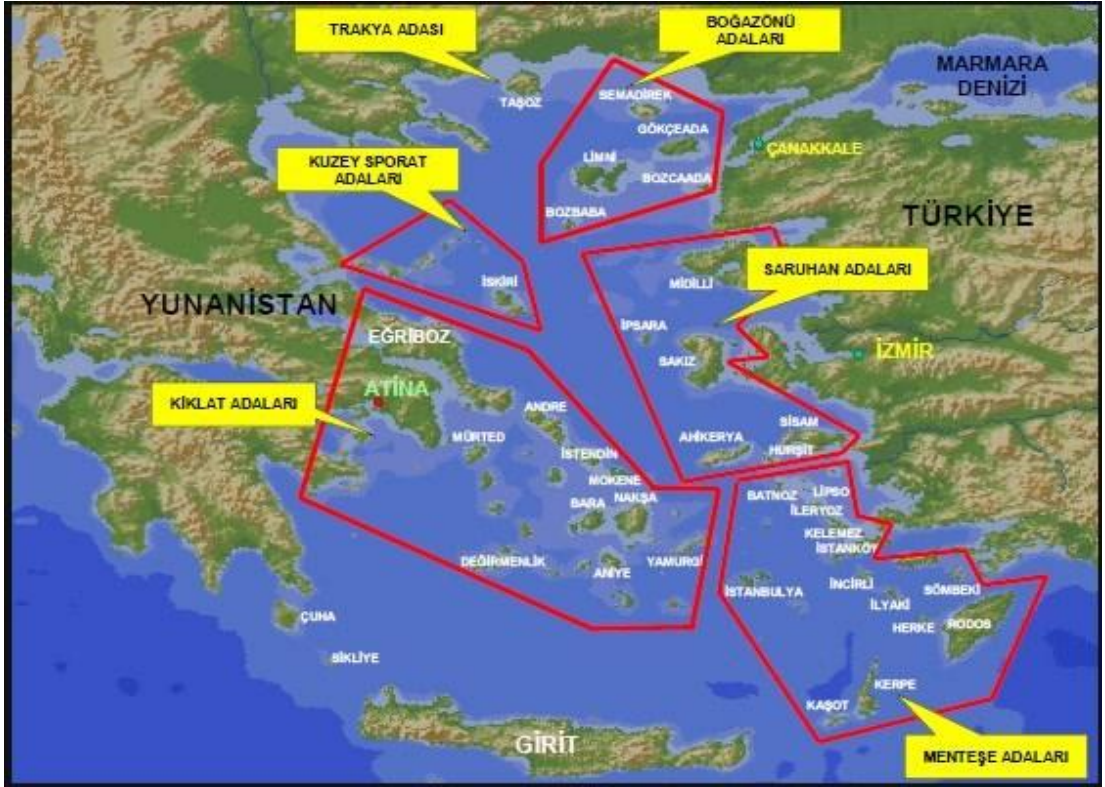 TRAKYA ADASI
BOĞAZÖNÜ
ADALARI
MARMARA
DENİZİ
TAŞOZ
SEMADİREK
GÖKÇEADA
ÇANAKKALE
KUZEY SPORAT
ADALARI
LİMNİ
BOZCAADA
BOZBABA
TÜRKİYE
SARUHAN ADALARI
MİDİLLİ
İSKİRİ
YUNANİSTAN
EĞRİBOZ
İPSARA
SAKIZ
İZMİR
ATİNA
KİKLAT ADALARI
ANDRE
MÜRTED
SİSAM
AHİKERYA
HURŞİT
İSTENDİN
MOKENE
BARA
NAKŞA
BATNOZ
LİPSO
İLERYOZ
KELEMEZ
İSTANKÖY
DEĞİRMENLİK
ANİYE
YAMURGİ
İSTANBULYA
İNCİRLİ
SÖMBEKİ
İLYAKİ
HERKE
RODOS
ÇUHA
SİKLİYE
KERPE
KAŞOT
GİRİT
MENTEŞE ADALARI